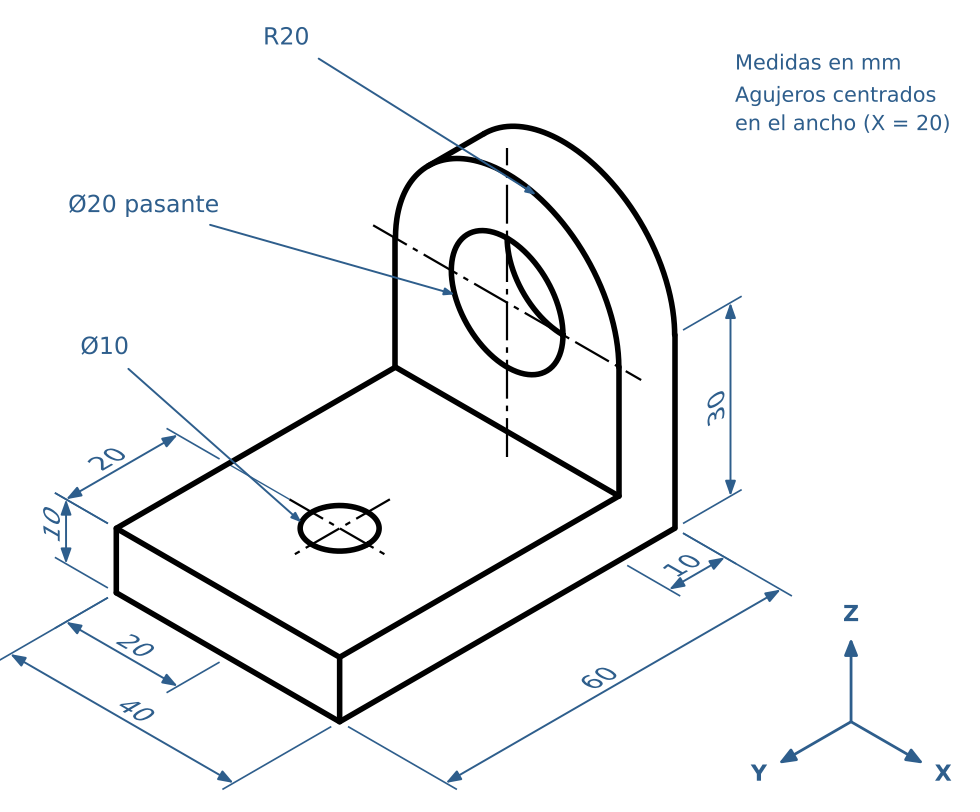 R20
Medidas en mm
Agujeros centrados
en el ancho (X = 20)
Ø20 pasante
Ø10
20
10
30
10
20
40
60
Z
Y
X